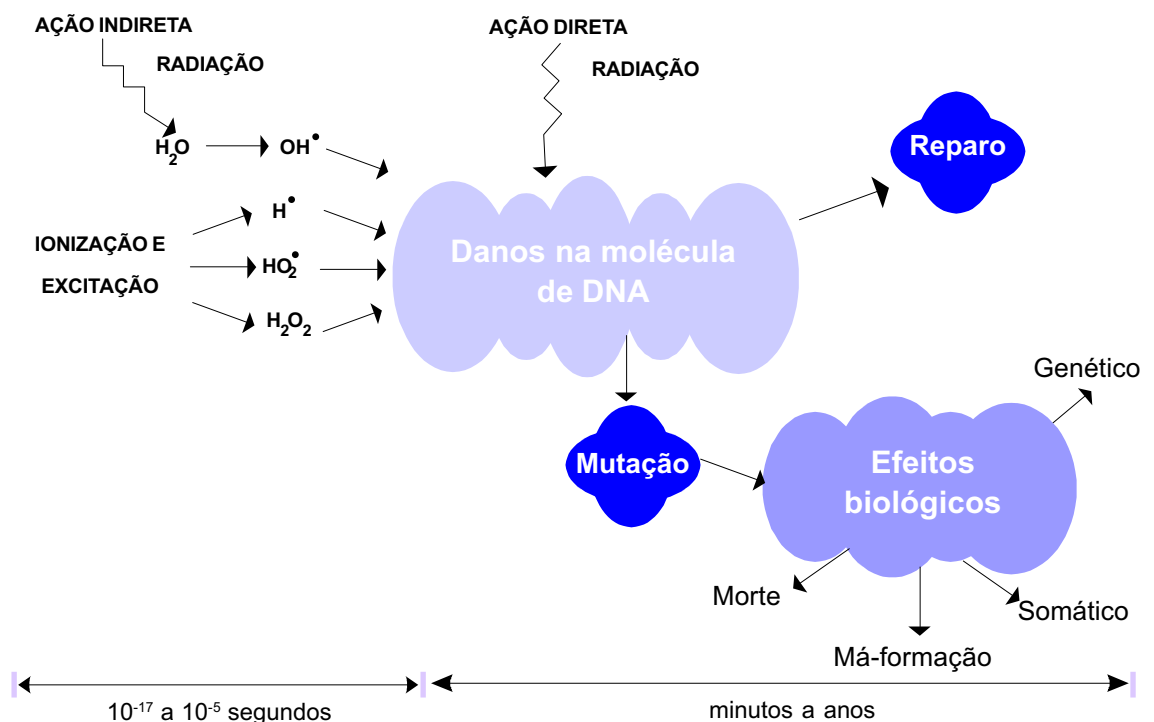 AÇÃO INDIRETA
RADIAÇÃO
AÇÃO DIRETA
RADIAÇÃO
H₂O
OH•
H•
IONIZAÇÃO E
EXCITAÇÃO
HO₂•
H₂O₂
Danos na molécula
de DNA
Reparo
Mutação
Efeitos
biológicos
Genético
Morte
Somático
Má-formação
10⁻¹⁷ a 10⁻⁵ segundos
minutos a anos